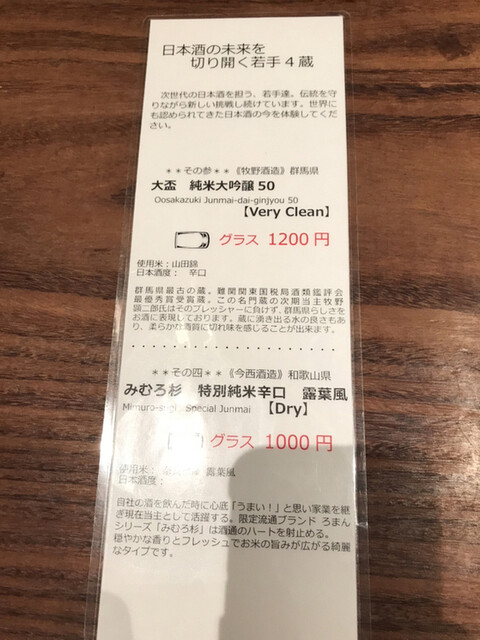 日本酒の未来を
切り開く若手4蔵
次世代の日本酒を担う、若手達。伝統を守
りながら新しい挑戦し続けています。世界に
も認められてきた日本酒の今を体験してくだ
さい。
＊＊その参＊＊《牧野酒造》群馬県
大盃　純米大吟醸50
Oosakazuki Junmai-dai-ginjyou 50
【Very Clean】
グラス 1200円
使用米：山田錦
日本酒度：　辛口
群馬県最古の蔵。難関関東国税局酒類鑑評会
最優秀賞受賞蔵。この名門蔵の次期当主牧野
顕二郎氏はそのプレッシャーに負けず、群馬らしさを
お酒に表現しております。蔵に湧き出る水の良さもあ
り、柔らかな酒質に切れ味を感じることが出来ます。
＊＊その四＊＊《今西酒造》和歌山県
みむろ杉　特別純米辛口　露葉風
Mimuro-sugi　Special Junmai　【Dry】
グラス 1000円
使用米：　露葉風
日本酒度：
自社の酒を飲んだ時に心底「うまい！」と思い家業を継
ぎ現在当主として活躍する。限定流通ブランド ろまん
シリーズ「みむろ杉」は酒通のハートを射止める。
穏やかな香りとフレッシュでお米の旨みが広がる綺麗
なタイプです。